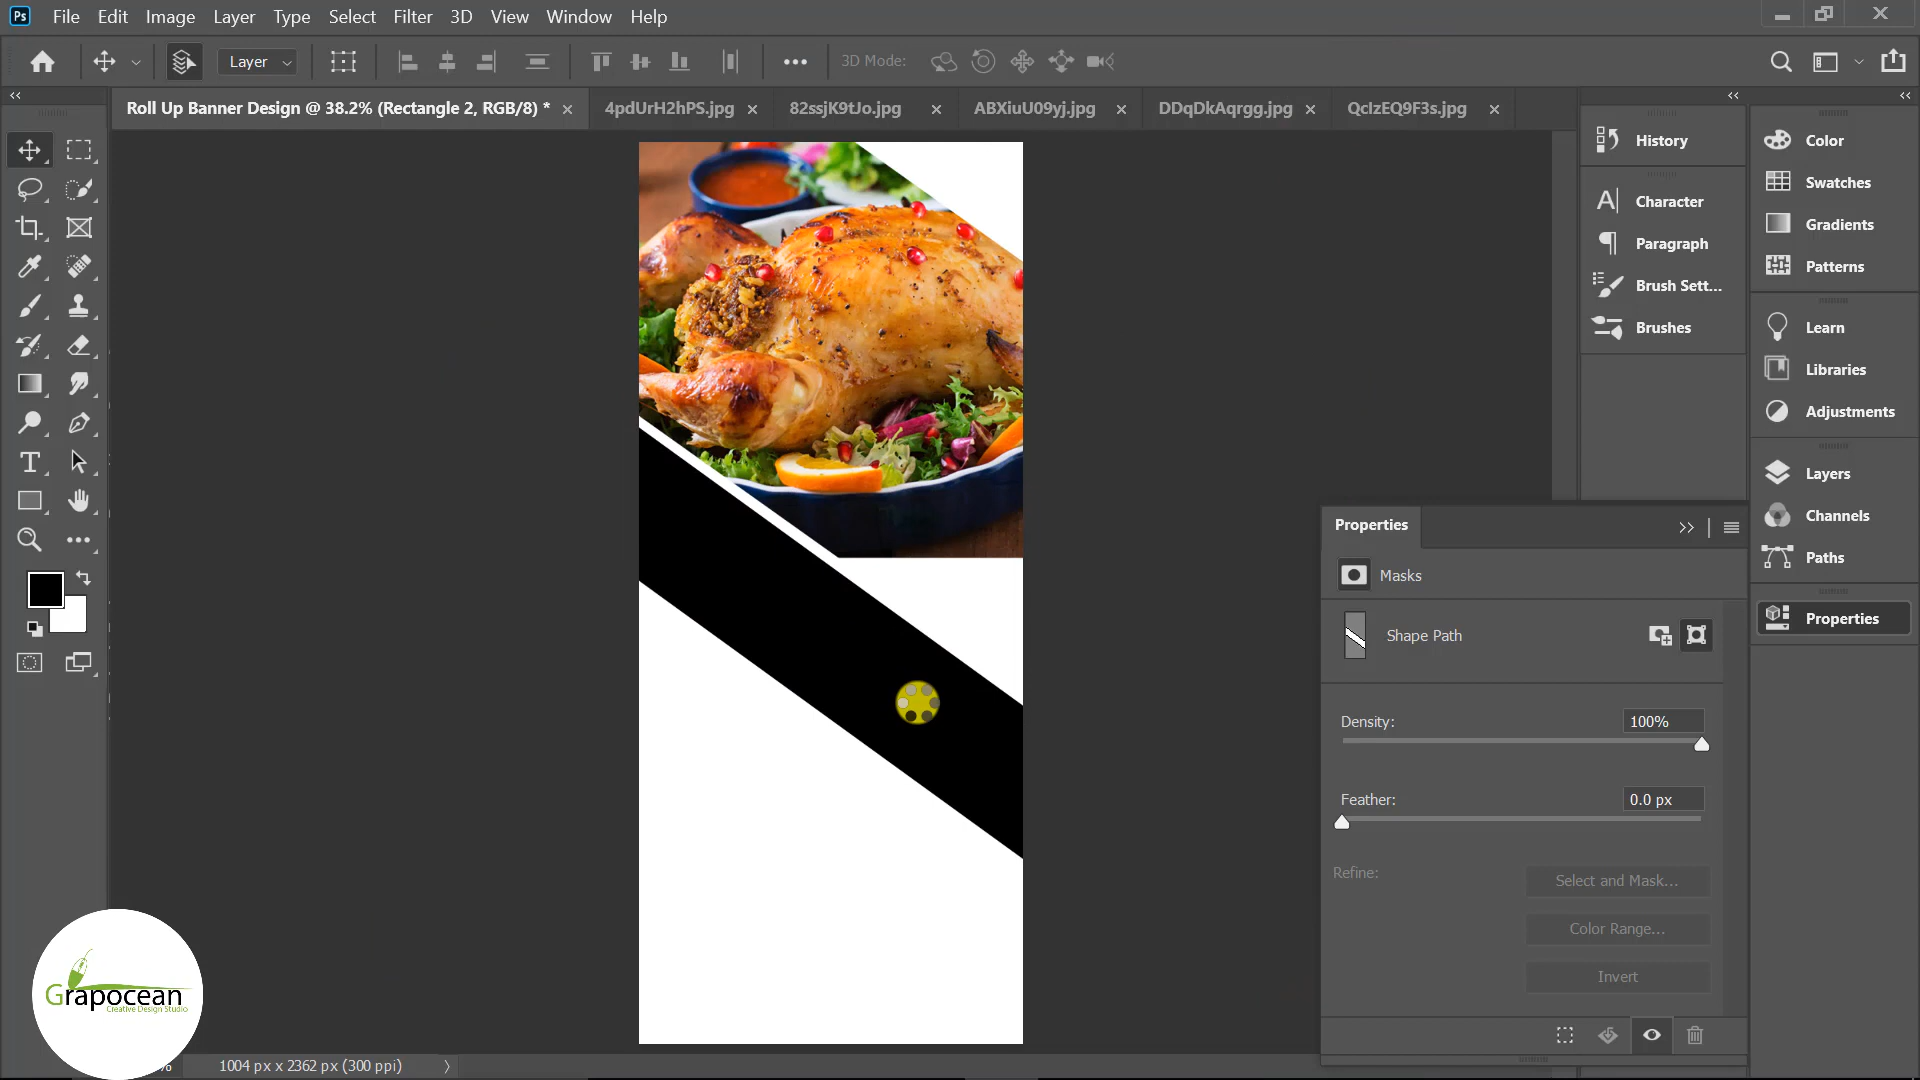 Ps File Edit Image Layer Type Select Filter 3D View Window Help
Layer 3D Mode:
Roll Up Banner Design @ 38.2% (Rectangle 2, RGB/8) * 4pdUrH2hPS.jpg 82ssjK9tJo.jpg ABXiuU09yj.jpg DDqDkAqrgg.jpg QcIzEQ9F3s.jpg
History
Character
Paragraph
Brush Sett...
Brushes
Color
Swatches
Gradients
Patterns
Learn
Libraries
Adjustments
Layers
Channels
Paths
Properties
Properties
Masks
Shape Path
Density: 100%
Feather: 0.0 px
Refine:
Select and Mask...
Color Range...
Invert
Grapocean
Creative Design Studio
% 1004 px x 2362 px (300 ppi)